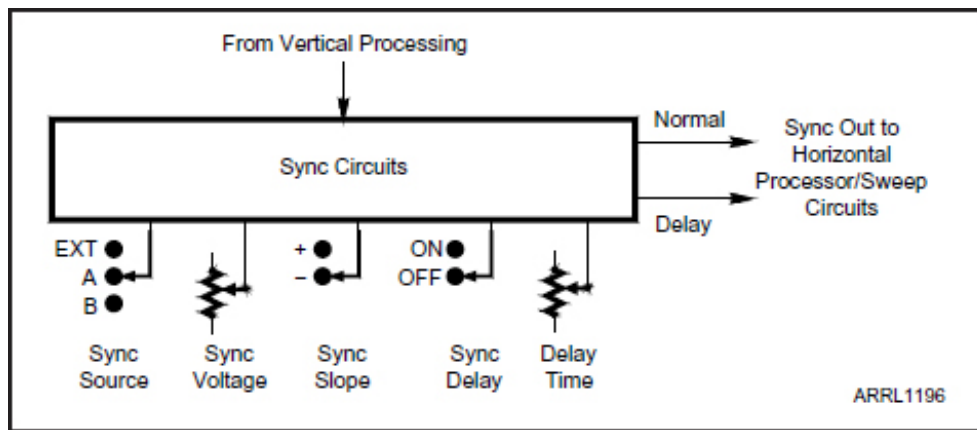 From Vertical Processing
Sync Circuits
Normal
Delay
Sync Out to
Horizontal
Processor/Sweep
Circuits
EXT
A
B
+
–
ON
OFF
Sync
Source
Sync
Voltage
Sync
Slope
Sync
Delay
Delay
Time
ARRL1196